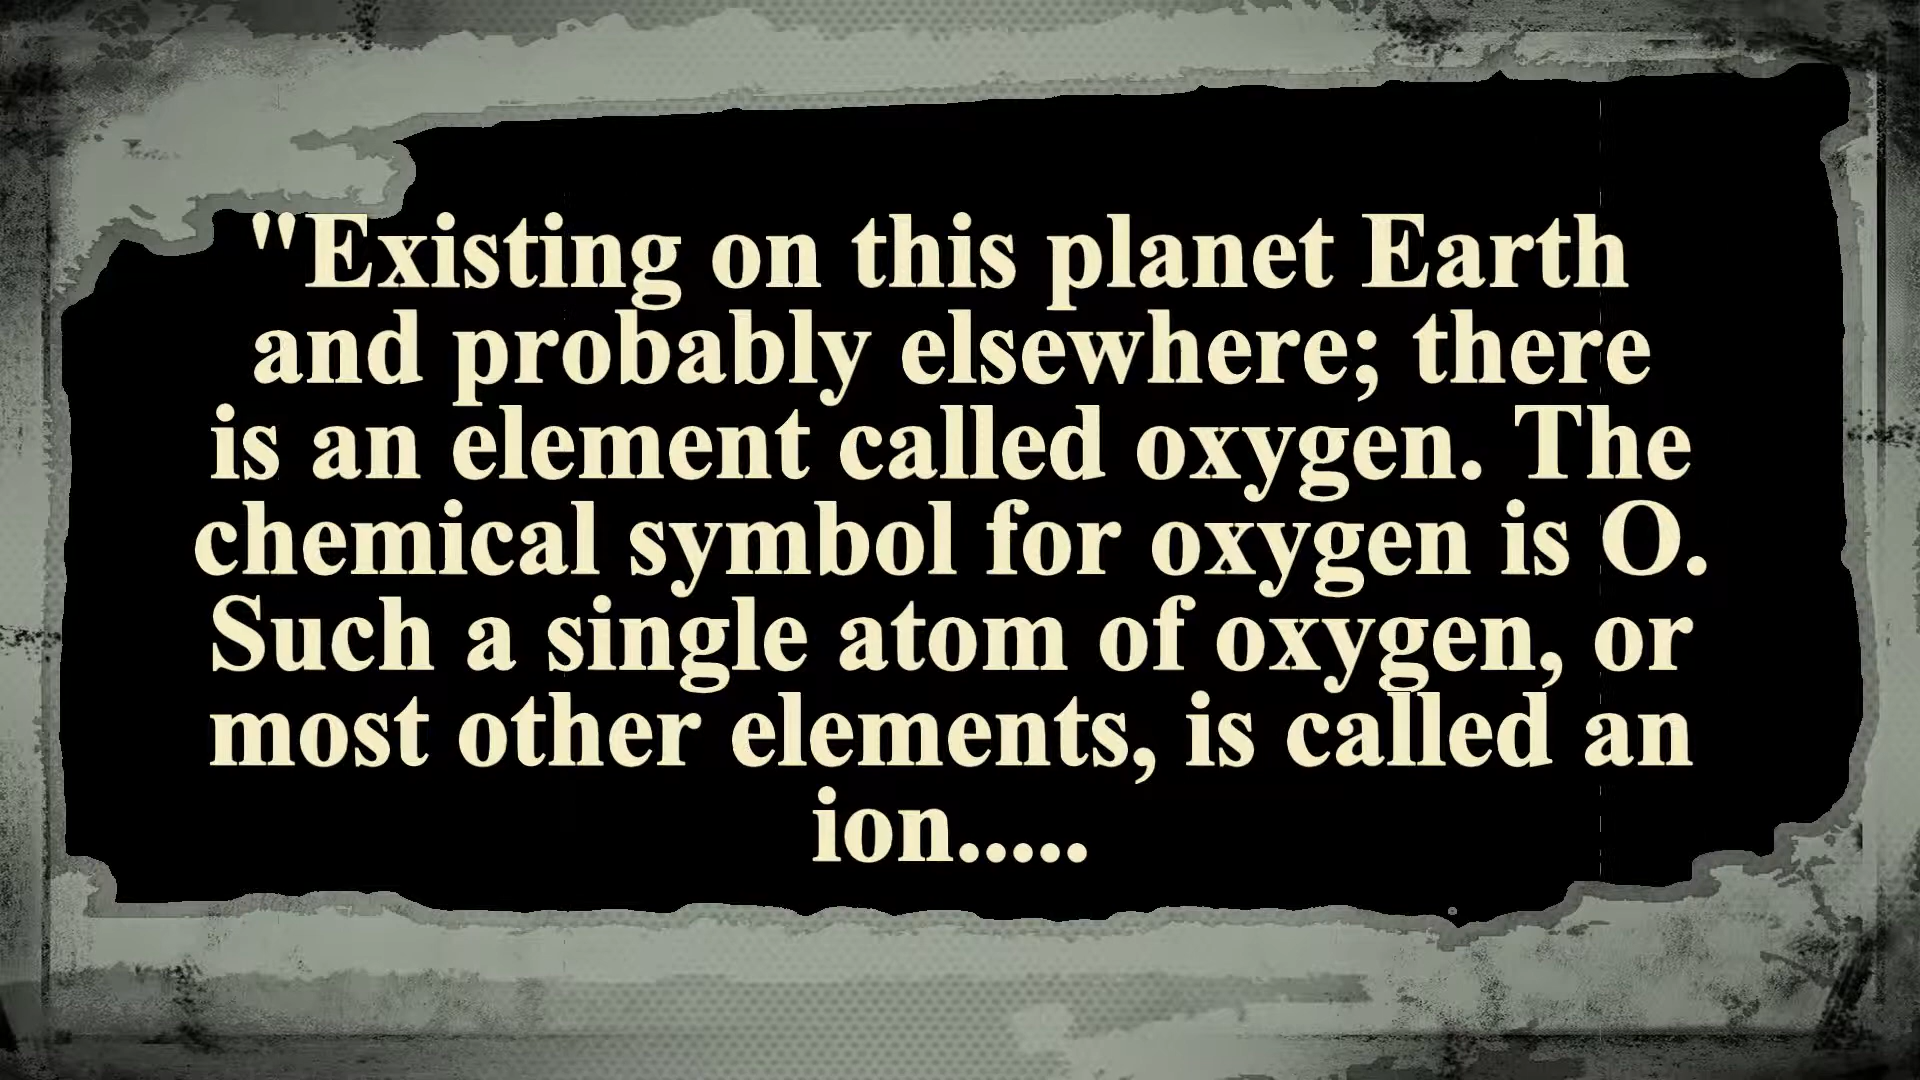 "Existing on this planet Earth
and probably elsewhere; there
is an element called oxygen. The
chemical symbol for oxygen is O.
Such a single atom of oxygen, or
most other elements, is called an
ion.....